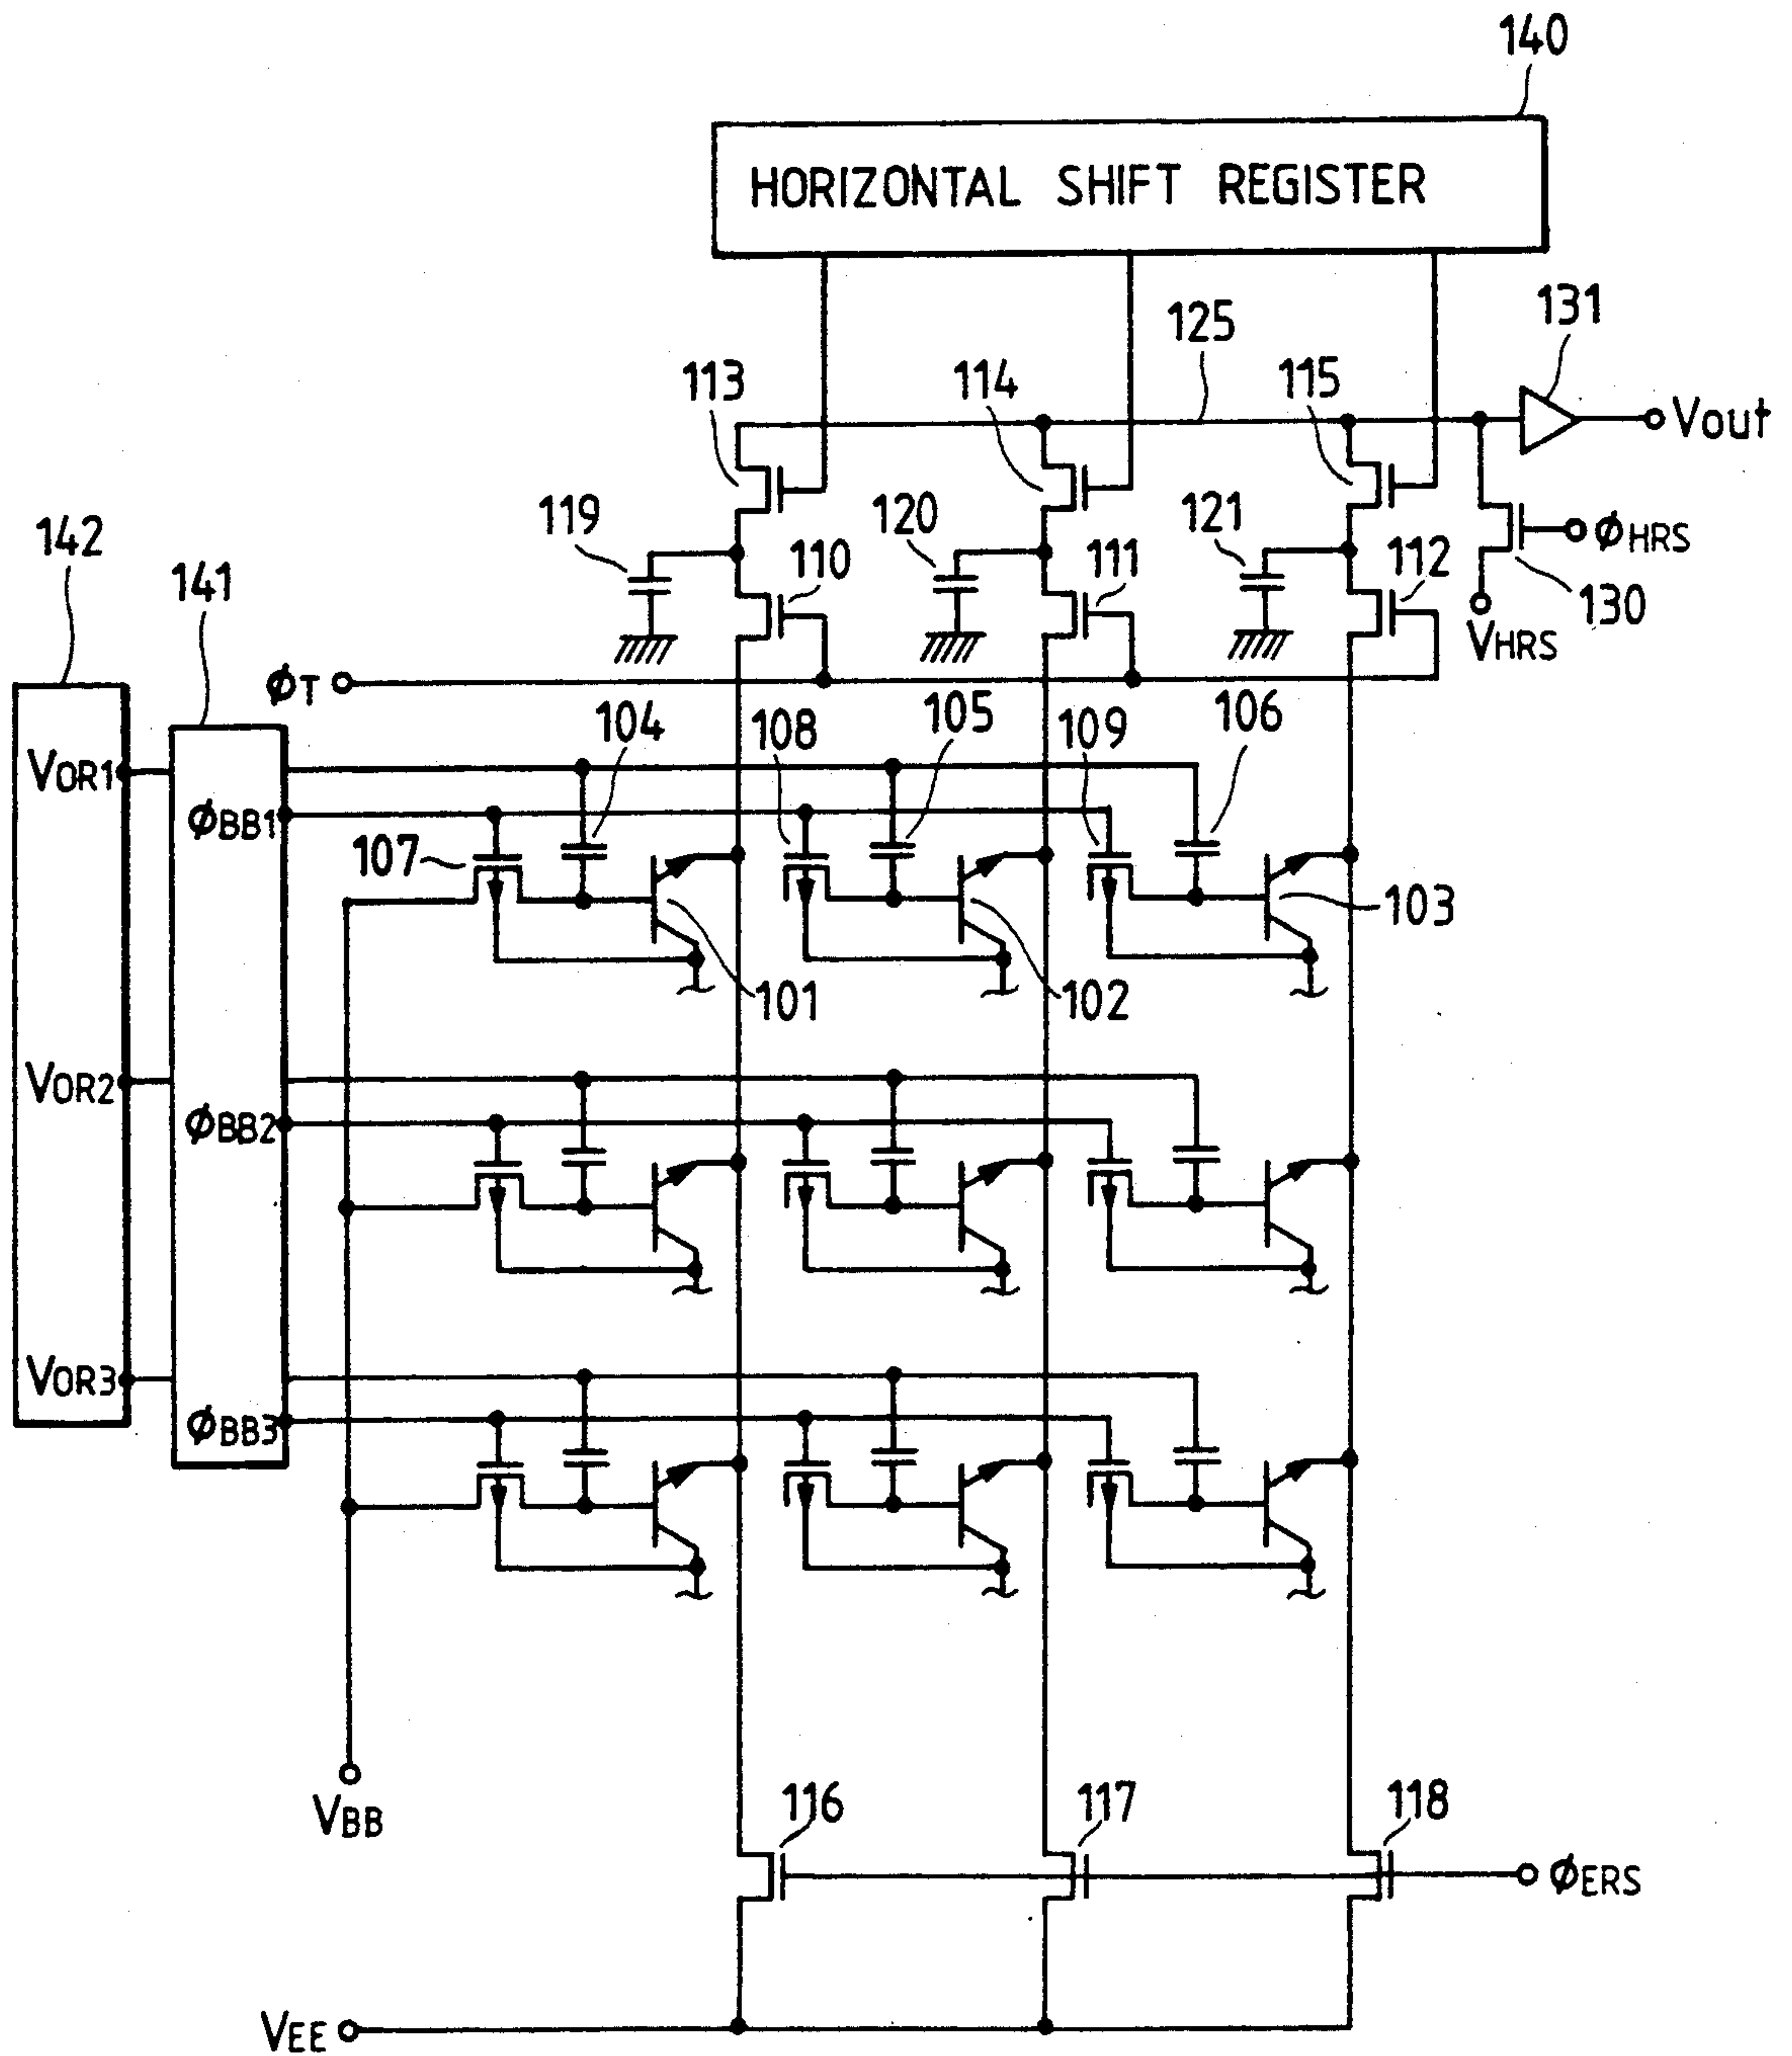 140
HORIZONTAL SHIFT REGISTER
131
125
113
114
115
Vout
119
120
121
ϕHRS
142
110
111
112
141
130
VHRS
ϕT
104
108
105
109
106
VOR1
ϕBB1
107
103
101
102
VOR2
ϕBB2
VOR3
ϕBB3
VBB
116
117
118
ϕERS
VEE